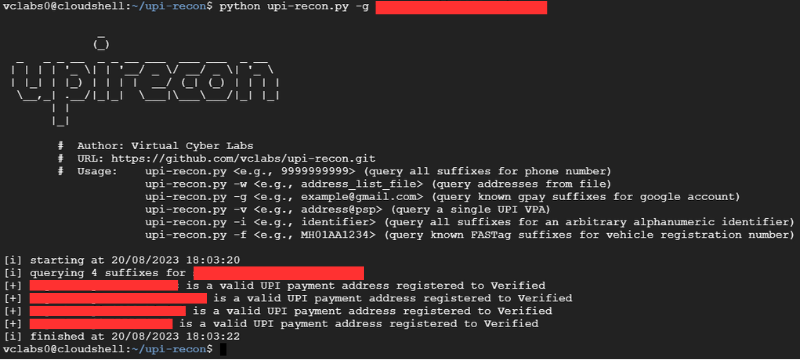 vclabs0@cloudshell:~/upi-recon$ python upi-recon.py -g
upi recon
# Author: Virtual Cyber Labs
# URL: https://github.com/vclabs/upi-recon.git
# Usage: upi-recon.py <e.g., 9999999999> (query all suffixes for phone number)
upi-recon.py -w <e.g., address_list_file> (query addresses from file)
upi-recon.py -g <e.g., example@gmail.com> (query known gpay suffixes for google account)
upi-recon.py -v <e.g., address@psp> (query a single UPI VPA)
upi-recon.py -i <e.g., identifier> (query all suffixes for an arbitrary alphanumeric identifier)
upi-recon.py -f <e.g., MH01AA1234> (query known FASTag suffixes for vehicle registration number)
[i] starting at 20/08/2023 18:03:20
[i] querying 4 suffixes for
[+] is a valid UPI payment address registered to Verified
[+] is a valid UPI payment address registered to Verified
[+] is a valid UPI payment address registered to Verified
[+] is a valid UPI payment address registered to Verified
[i] finished at 20/08/2023 18:03:22
vclabs0@cloudshell:~/upi-recon$